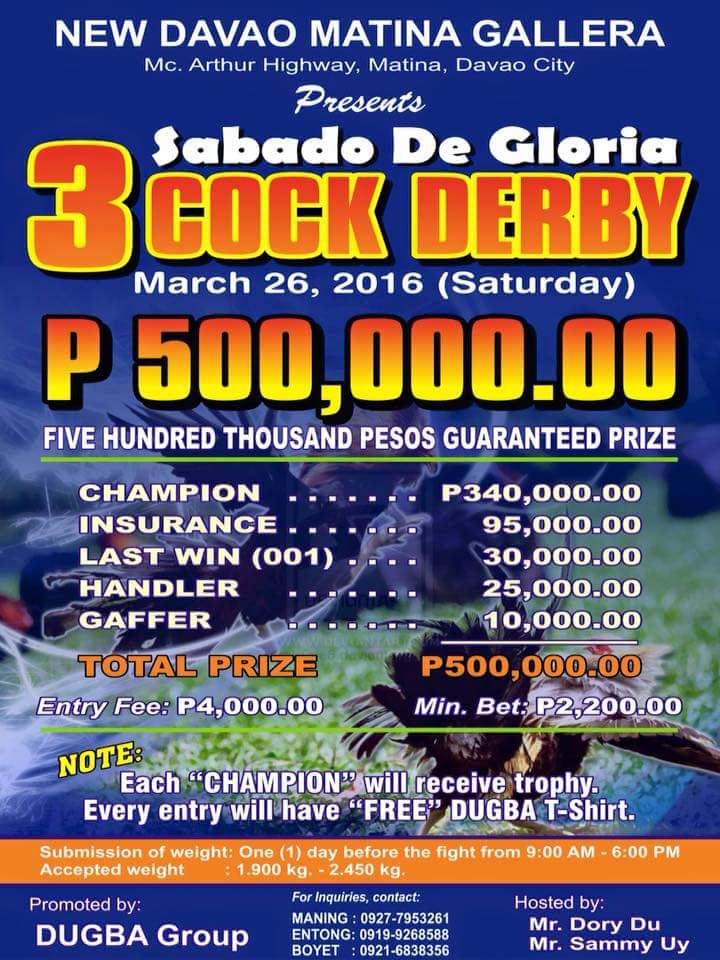 NEW DAVAO MATINA GALLERA
Mc. Arthur Highway, Matina, Davao City
Presents
Sabado De Gloria
3 COCK DERBY
March 26, 2016 (Saturday)
P 500,000.00
FIVE HUNDRED THOUSAND PESOS GUARANTEED PRIZE
CHAMPION . . . . . . . P340,000.00
INSURANCE . . . . . . . 95,000.00
LAST WIN (001) . . . . 30,000.00
HANDLER . . . . . . . 25,000.00
GAFFER . . . . . . . 10,000.00
TOTAL PRIZE P500,000.00
Entry Fee: P4,000.00 Min. Bet: P2,200.00
NOTE:
Each “CHAMPION” will receive trophy.
Every entry will have “FREE” DUGBA T-Shirt.
Submission of weight: One (1) day before the fight from 9:00 AM - 6:00 PM
Accepted weight : 1.900 kg. - 2.450 kg.
Promoted by:
DUGBA Group
For Inquiries, contact:
MANING : 0927-7953261
ENTONG: 0919-9268588
BOYET : 0921-6838356
Hosted by:
Mr. Dory Du
Mr. Sammy Uy